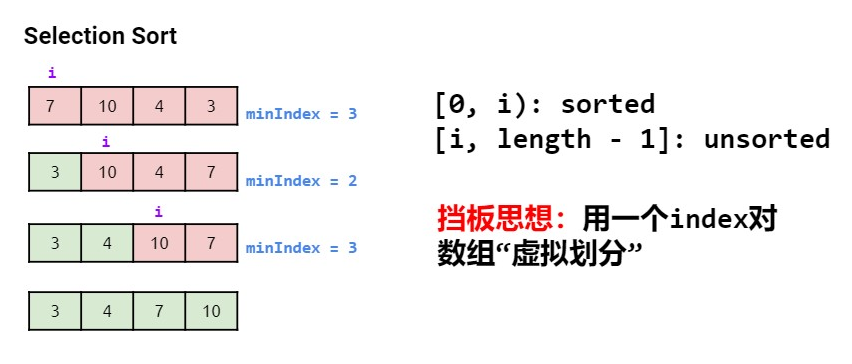 Selection Sort
i
7 10 4 3 minIndex = 3
i
3 10 4 7 minIndex = 2
i
3 4 10 7 minIndex = 3
3 4 7 10
[0, i): sorted
[i, length - 1]: unsorted
挡板思想：用一个index对
数组“虚拟划分”